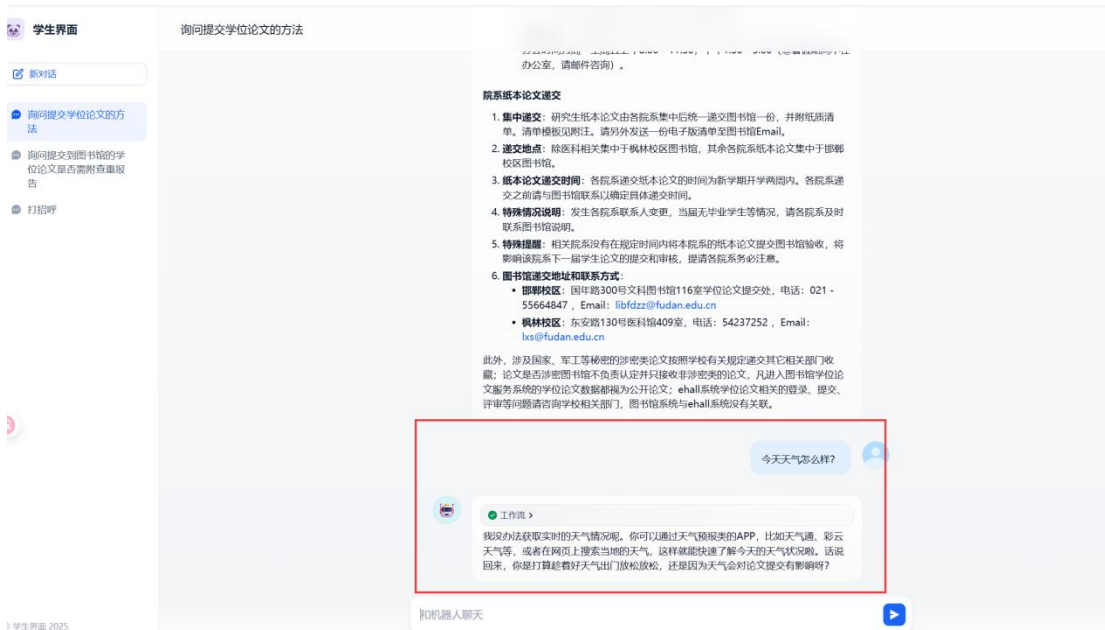 学生界面
询问提交学位论文的方法
新对话
询问提交学位论文的方
法
询问提交到图书馆的学
位论文是否需附查重报
告
打招呼
办公室，请邮件咨询）。
院系纸本论文递交
1. 集中递交：研究生纸本论文由各院系集中后统一递交图书馆一份，并附纸质清
单。清单模板见附注。请另外发送一份电子版清单至图书馆Email。
2. 递交地点：除医科相关集中于枫林校区图书馆，其余各院系纸本论文集中于邯郸
校区图书馆。
3. 纸本论文递交时间：各院系递交纸本论文的时间为新学期开学两周内。各院系递
交之前请与图书馆联系以确定具体递交时间。
4. 特殊情况说明：发生各院系联系人变更，当届无毕业学生等情况，请各院系及时
联系图书馆说明。
5. 特殊提醒：相关院系没有在规定时间内将本院系的纸本论文提交图书馆验收，将
影响该院系下一届学生论文的提交和审核，提请各院系务必注意。
6. 图书馆递交地址和联系方式：
• 邯郸校区：国年路300号文科图书馆116室学位论文提交处，电话：021 -
55664847 ，Email：libfdzz@fudan.edu.cn
• 枫林校区：东安路130号医科馆409室，电话：54237252 ，Email：
lxs@fudan.edu.cn
此外，涉及国家、军工等秘密的涉密类论文按照学校有关规定递交其它相关部门收
藏；论文是否涉密图书馆不负责认定并只接收非涉密类的论文，凡进入图书馆学位论
文服务系统的学位论文数据都视为公开论文；ehall系统学位论文相关的登录、提交、
评审等问题请咨询学校相关部门，图书馆系统与ehall系统没有关联。
今天天气怎么样？
工作流 >
我没办法获取实时的天气情况呢。你可以通过天气预报类的APP，比如天气通、彩云
天气等，或者在网页上搜索当地的天气，这样就能快速了解今天的天气状况啦。话说
回来，你是打算趁着好天气出门放松放松，还是因为天气会对论文提交有影响呀？
和机器人聊天
学生界面 2025